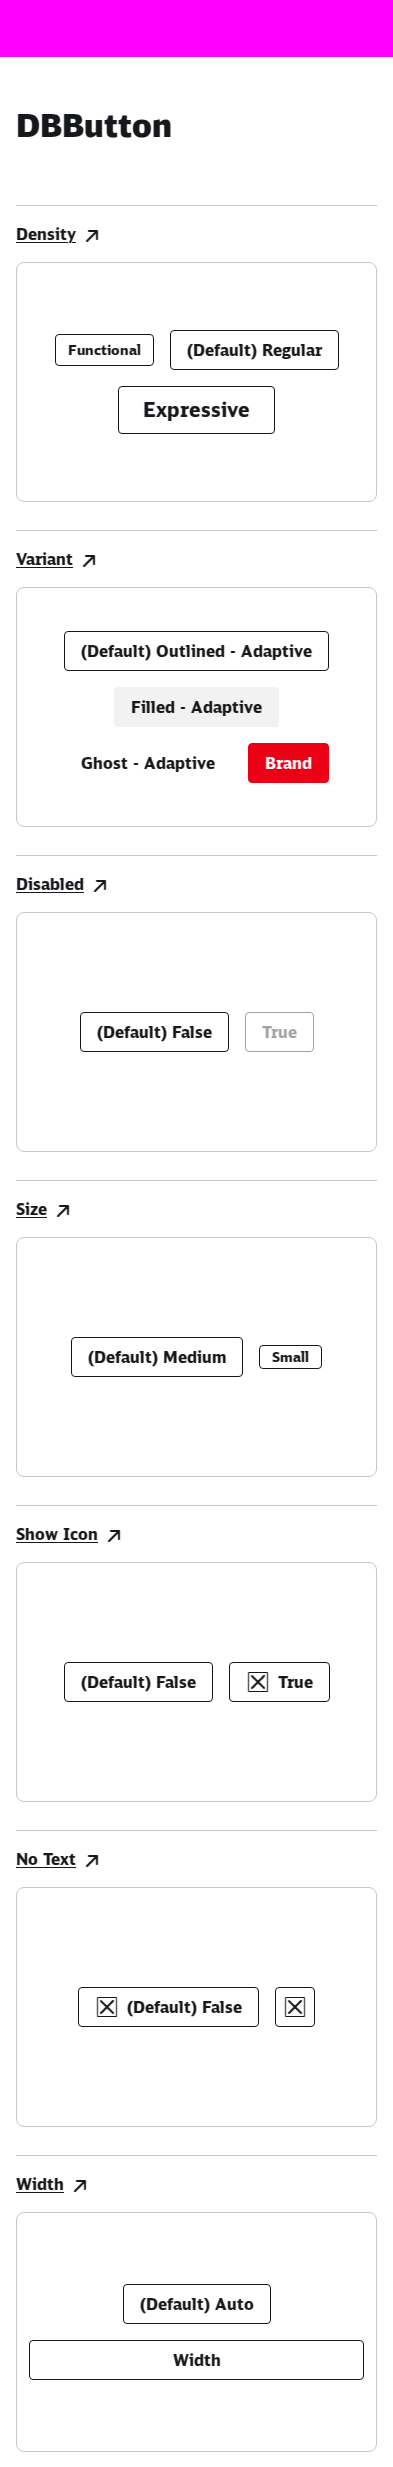 DBButton
Density
Functional
(Default) Regular
Expressive
Variant
(Default) Outlined - Adaptive
Filled - Adaptive
Ghost - Adaptive
Brand
Disabled
(Default) False
True
Size
(Default) Medium
Small
Show Icon
(Default) False
True
No Text
(Default) False
Width
(Default) Auto
Width